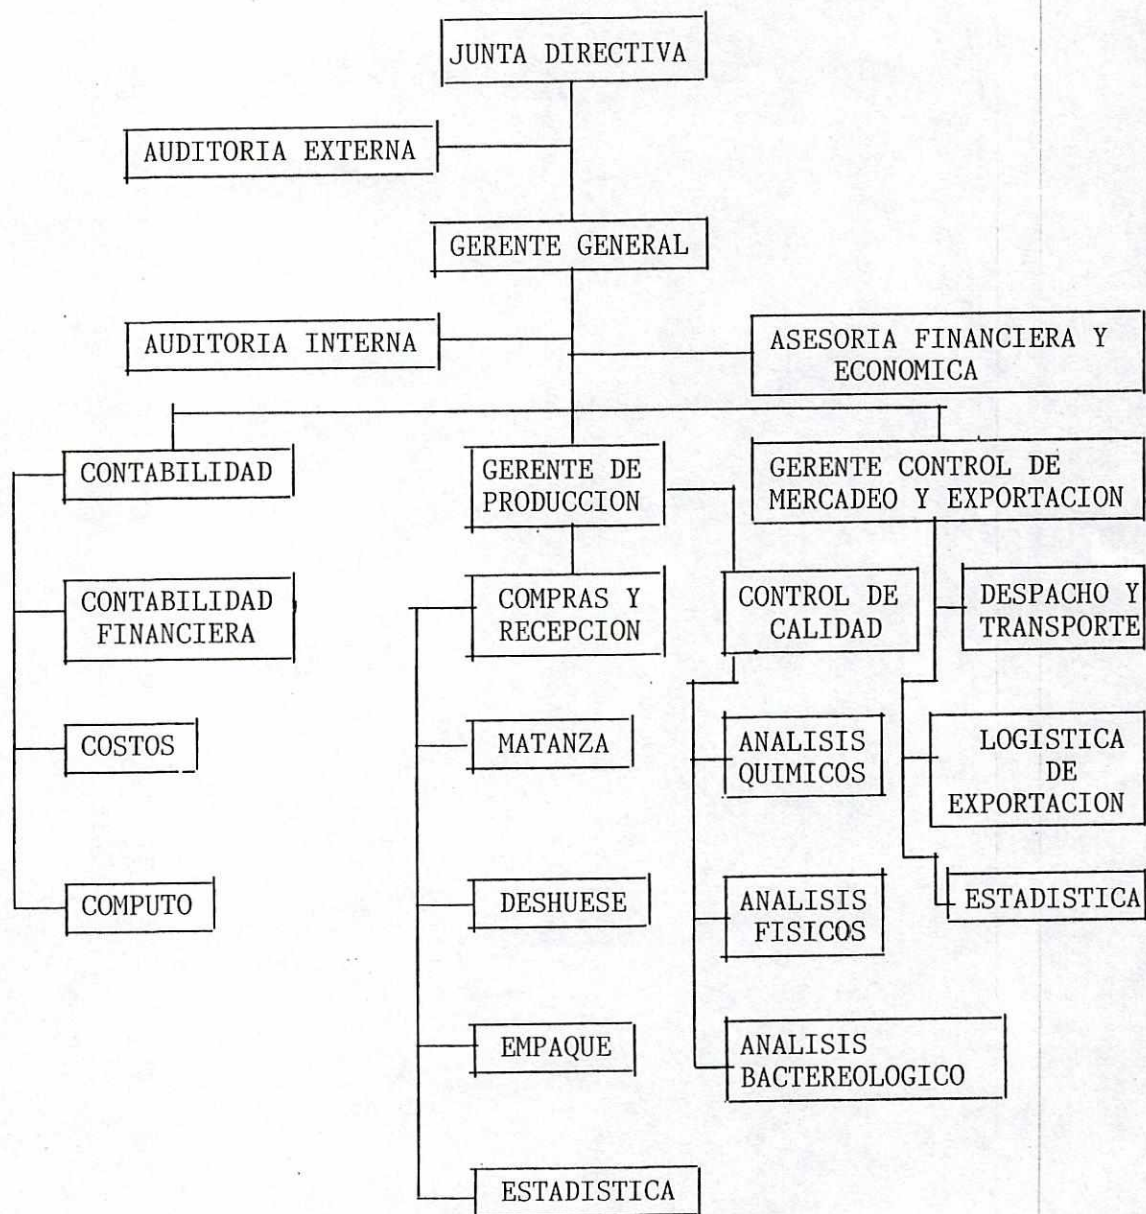 JUNTA DIRECTIVA
AUDITORIA EXTERNA
GERENTE GENERAL
AUDITORIA INTERNA
ASESORIA FINANCIERA Y
ECONOMICA
CONTABILIDAD
GERENTE DE
PRODUCCION
GERENTE CONTROL DE
MERCADEO Y EXPORTACION
CONTABILIDAD
FINANCIERA
COMPRAS Y
RECEPCION
CONTROL DE
CALIDAD
DESPACHO Y
TRANSPORTE
COSTOS
MATANZA
ANALISIS
QUIMICOS
LOGISTICA
DE
EXPORTACION
COMPUTO
DESHUESE
ANALISIS
FISICOS
ESTADISTICA
EMPAQUE
ANALISIS
BACTEREOLOGICO
ESTADISTICA